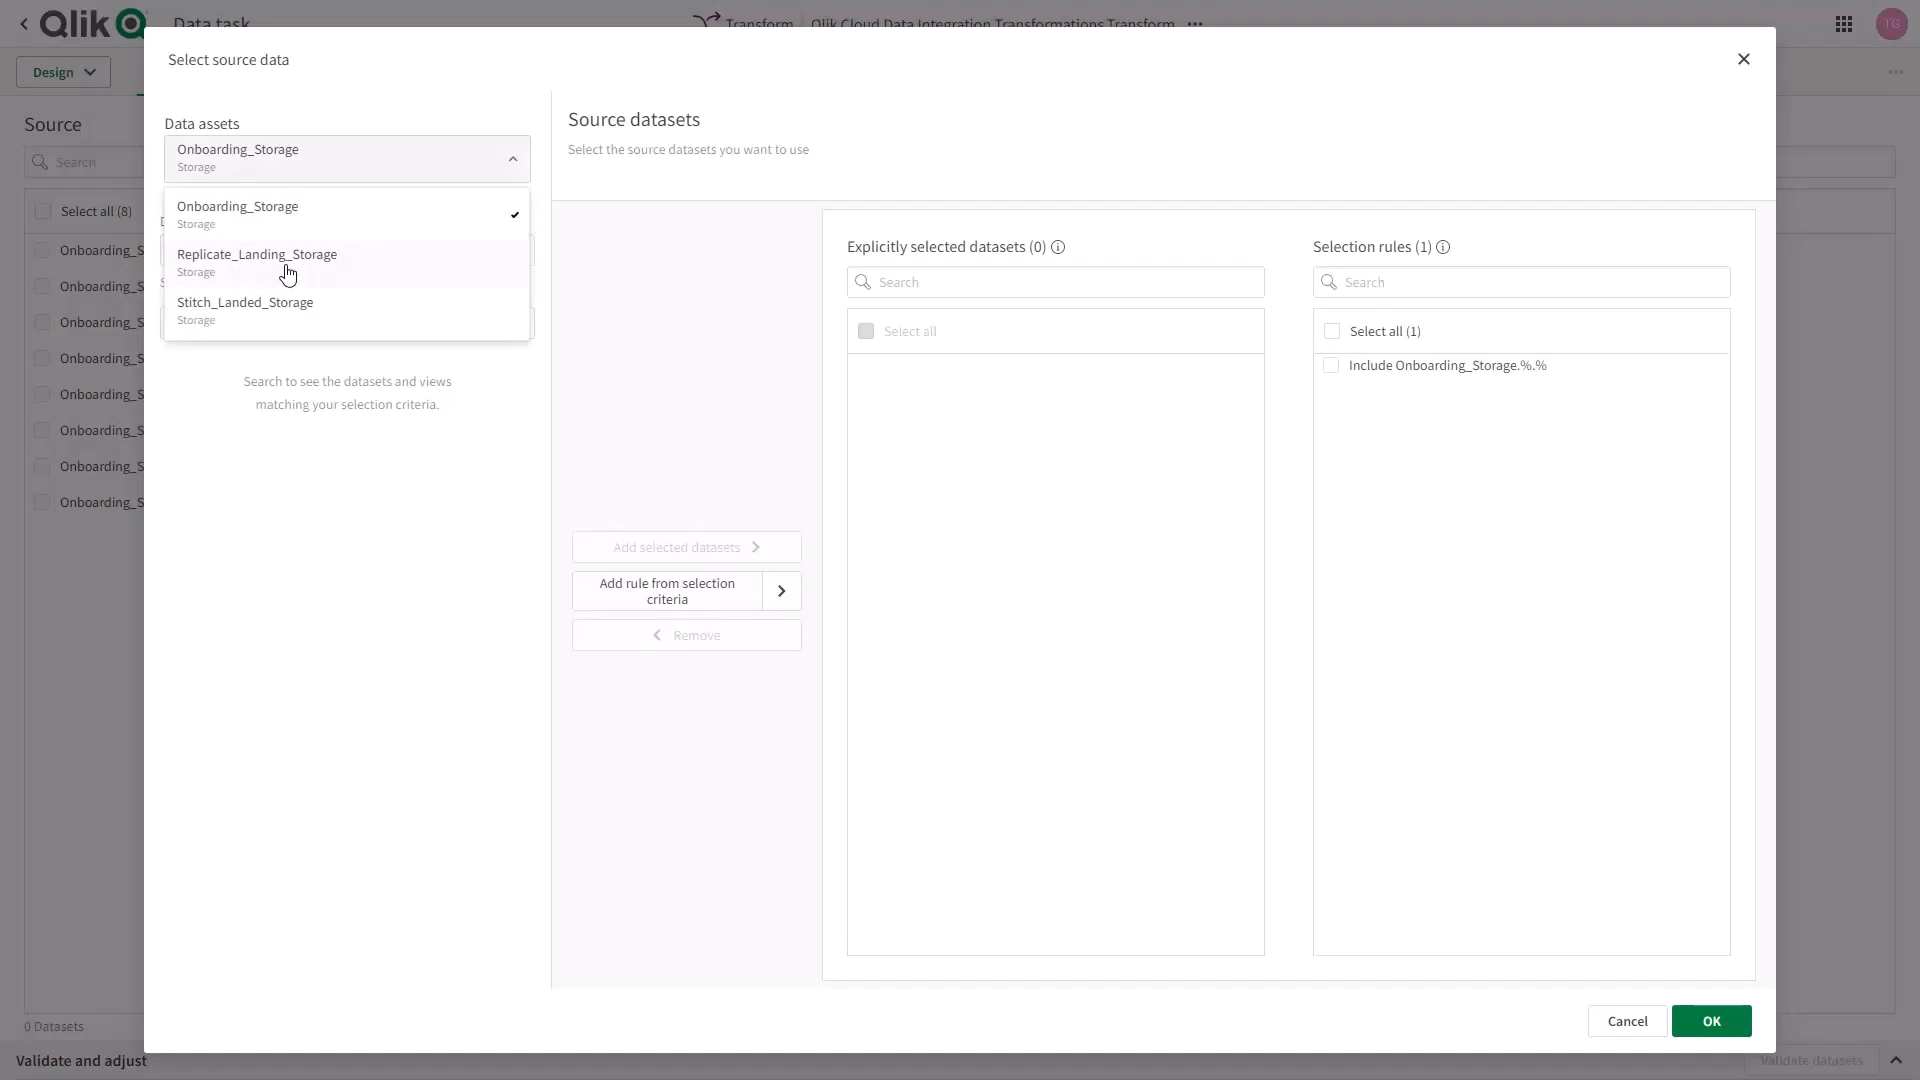 Qlik
Data task
Transform
Qlik Cloud Data Integration Transformations Transform
TG
Design
Source
Search
Select all (8)
Onboarding_S
Onboarding_S
Onboarding_S
Onboarding_S
Onboarding_S
Onboarding_S
Onboarding_S
Onboarding_S
0 Datasets
Validate and adjust
Validate datasets
Select source data
Data assets
Onboarding_Storage
Storage
Onboarding_Storage
Storage
Replicate_Landing_Storage
Storage
Stitch_Landed_Storage
Storage
Search to see the datasets and views
matching your selection criteria.
Source datasets
Select the source datasets you want to use
Add selected datasets
Add rule from selection
criteria
Remove
Explicitly selected datasets (0)
Search
Select all
Selection rules (1)
Search
Select all (1)
Include Onboarding_Storage.%.%
Cancel
OK